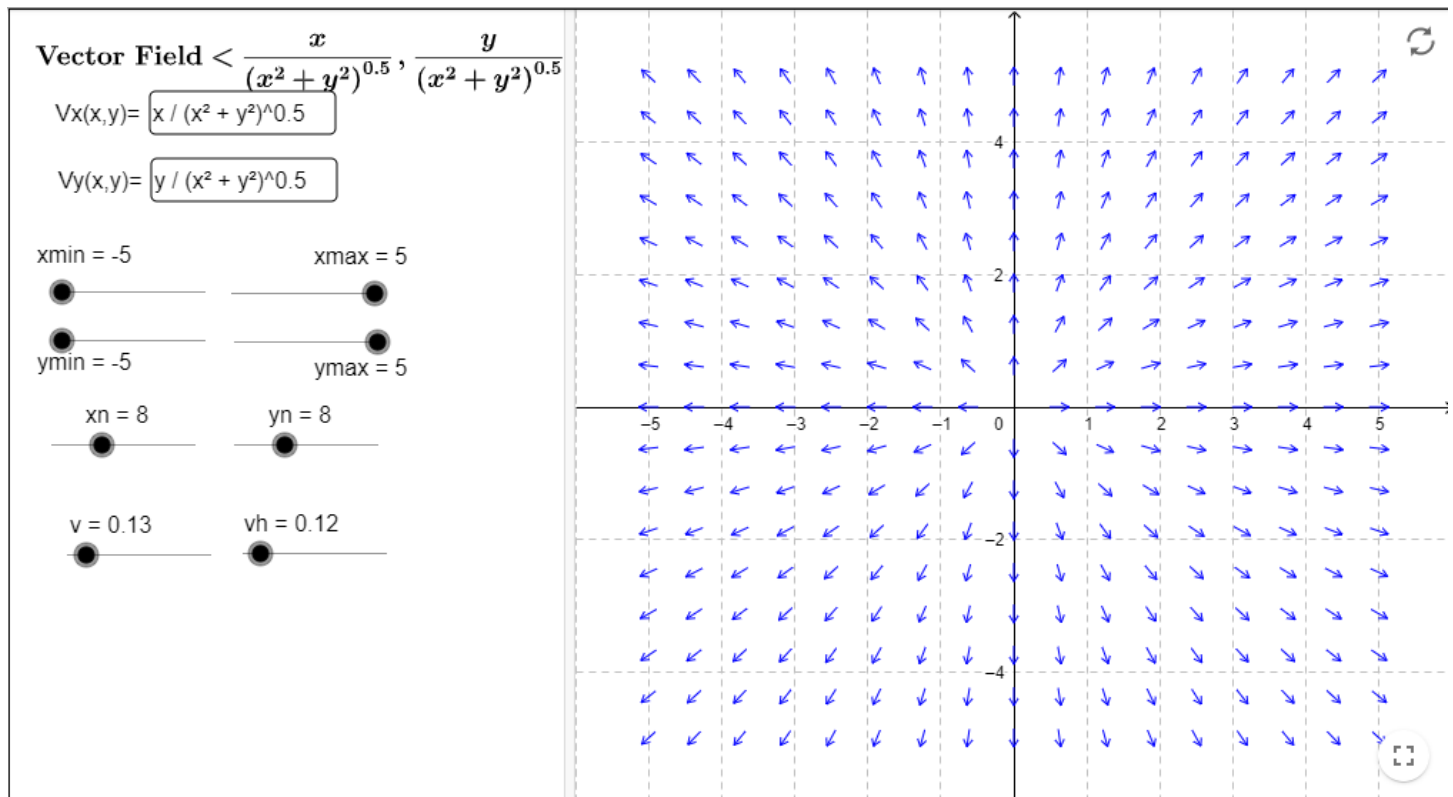 Vector Field < x / (x² + y²)^0.5 , y / (x² + y²)^0.5
Vx(x,y)= x / (x² + y²)^0.5
Vy(x,y)= y / (x² + y²)^0.5
xmin = -5 xmax = 5
ymin = -5 ymax = 5
xn = 8 yn = 8
v = 0.13 vh = 0.12
4
2
−5 −4 −3 −2 −1 0 1 2 3 4 5
−2
−4